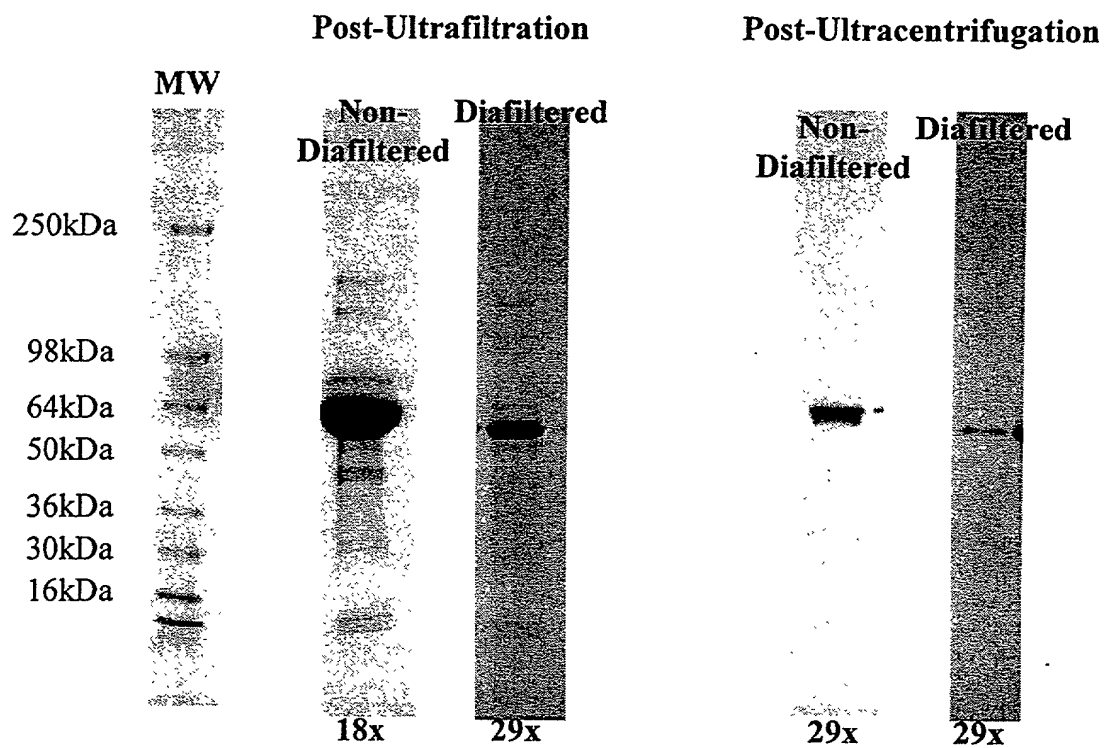 Post-Ultrafiltration
Post-Ultracentrifugation
MW
Non-
Diafiltered
Diafiltered
Non-
Diafiltered
Diafiltered
250kDa
98kDa
64kDa
50kDa
36kDa
30kDa
16kDa
18x
29x
29x
29x